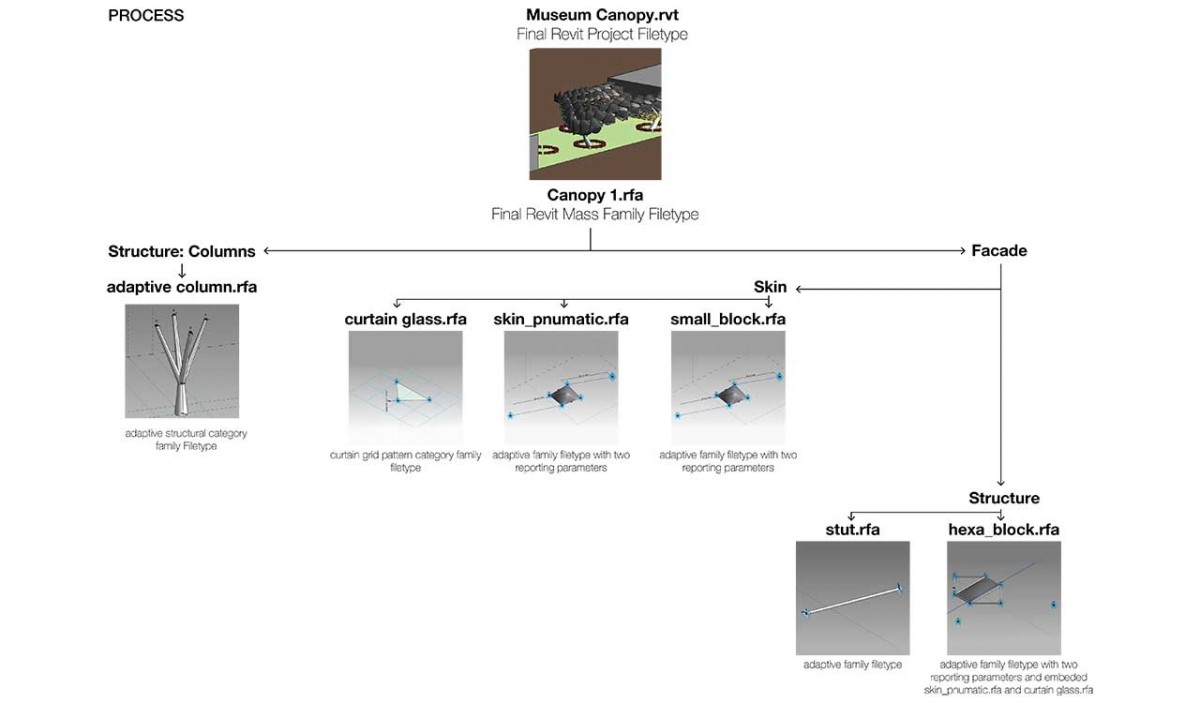 PROCESS
Museum Canopy.rvt
Final Revit Project Filetype
Canopy 1.rfa
Final Revit Mass Family Filetype
Structure: Columns
Facade
adaptive column.rfa
adaptive structural category
family Filetype
Skin
curtain glass.rfa
skin_pnumatic.rfa
small_block.rfa
curtain grid pattern category family
filetype
adaptive family filetype with two
reporting parameters
adaptive family filetype with two
reporting parameters
Structure
stut.rfa
hexa_block.rfa
adaptive family filetype
adaptive family filetype with two
reporting parameters and embeded
skin_pnumatic.rfa and curtain glass.rfa